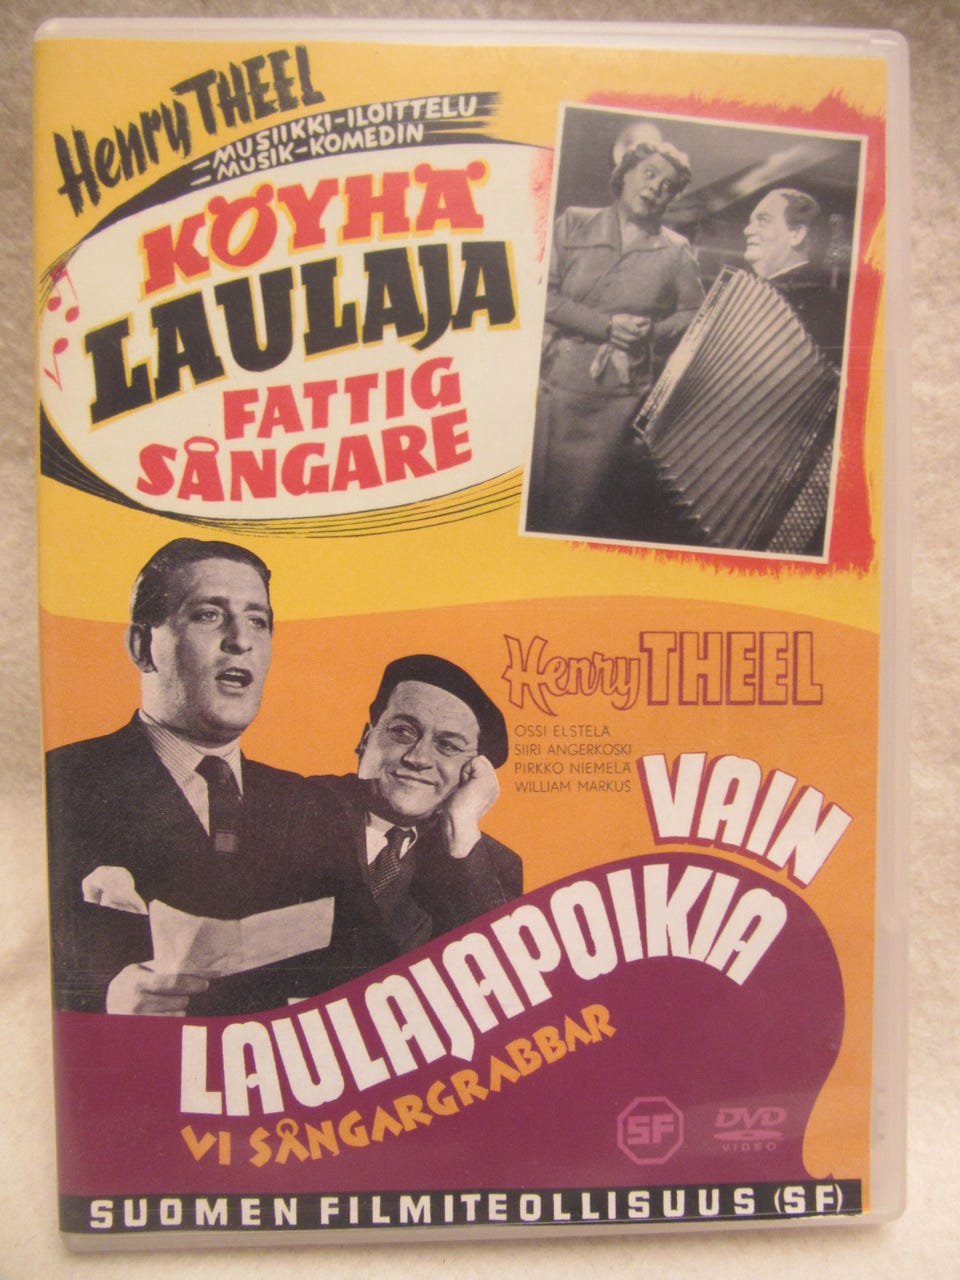 Henry THEEL
MUSIIKKI-ILOITTELU
MUSIK-KOMEDIN
KÖYHÄ
LAULAJA
FATTIG
SÅNGARE
Henry THEEL
OSSI ELSTELÄ
SIIRI ANGERKOSKI
PIRKKO NIEMELÄ
WILLIAM MARKUS
VAIN
LAULAJAPOIKIA
VI SÅNGARGRABBAR
SF
DVD
VIDEO
SUOMEN FILMITEOLLISUUS (SF)